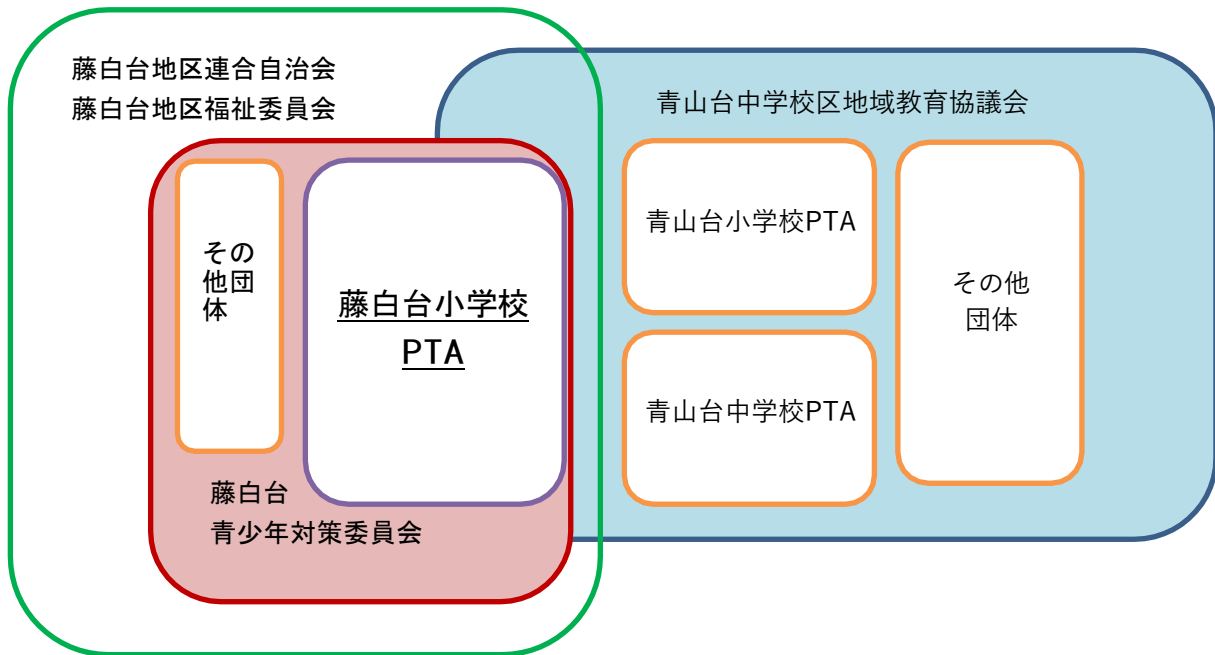 藤白台地区連合自治会
藤白台地区福祉委員会
その
他団
体
藤白台小学校
PTA
藤白台
青少年対策委員会
青山台中学校区地域教育協議会
青山台小学校PTA
青山台中学校PTA
その他
団体